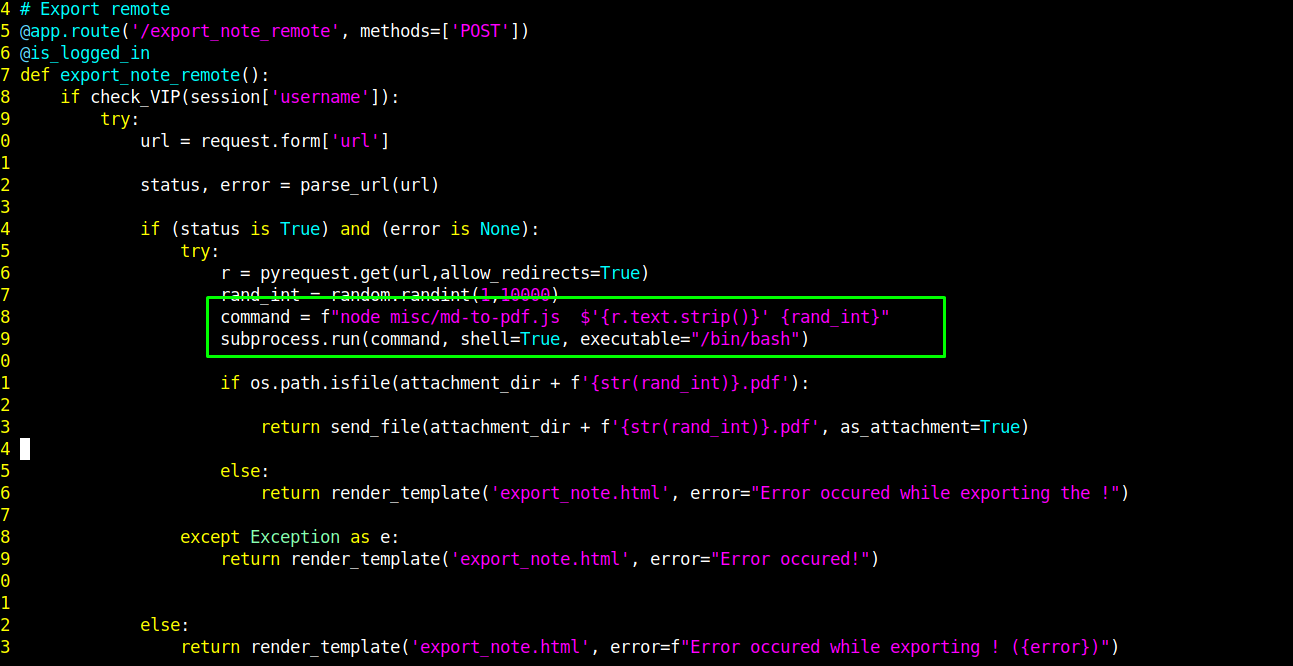 4 # Export remote
5 @app.route('/export_note_remote', methods=['POST'])
6 @is_logged_in
7 def export_note_remote():
8     if check_VIP(session['username']):
9         try:
0             url = request.form['url']
1
2             status, error = parse_url(url)
3
4             if (status is True) and (error is None):
5                 try:
6                     r = pyrequest.get(url,allow_redirects=True)
7                     rand_int = random.randint(1,10000)
8                     command = f"node misc/md-to-pdf.js  $'{r.text.strip()}' {rand_int}"
9                     subprocess.run(command, shell=True, executable="/bin/bash")
0
1                     if os.path.isfile(attachment_dir + f'{str(rand_int)}.pdf'):
2
3                         return send_file(attachment_dir + f'{str(rand_int)}.pdf', as_attachment=True)
4
5                     else:
6                         return render_template('export_note.html', error="Error occured while exporting the !")
7
8                 except Exception as e:
9                     return render_template('export_note.html', error="Error occured!")
0
1
2             else:
3                 return render_template('export_note.html', error=f"Error occured while exporting ! ({error})")